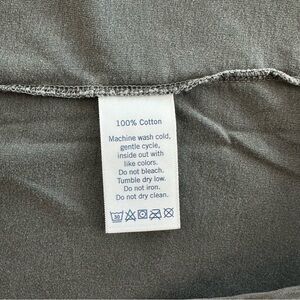 100% Cotton
Machine wash cold,
gentle cycle,
inside out with
like colors.
Do not bleach.
Tumble dry low.
Do not iron.
Do not dry clean.
30